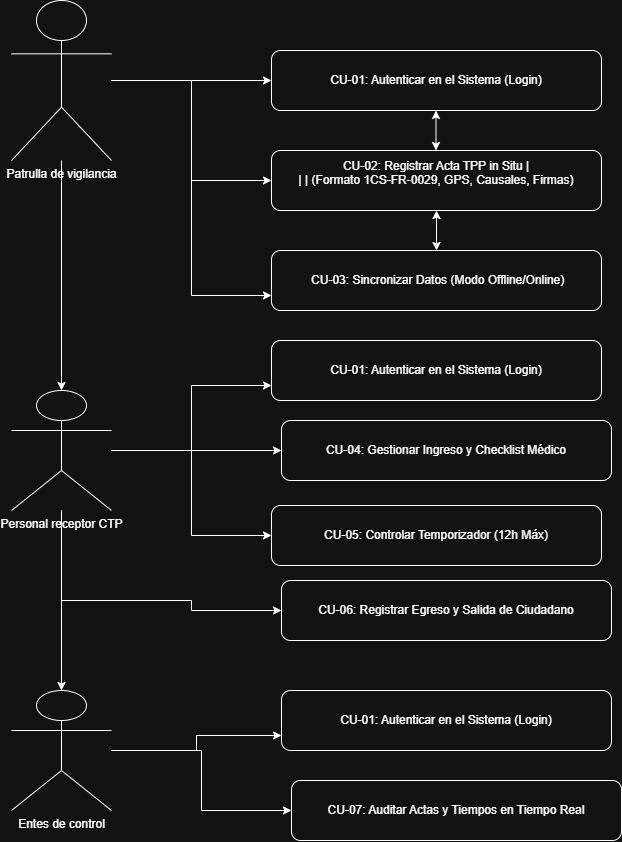 CU-01: Autenticar en el Sistema (Login)
Patrulla de vigilancia
CU-02: Registrar Acta TPP in Situ |
| | (Formato 1CS-FR-0029, GPS, Causales, Firmas)
CU-03: Sincronizar Datos (Modo Offline/Online)
CU-01: Autenticar en el Sistema (Login)
CU-04: Gestionar Ingreso y Checklist Médico
Personal receptor CTP
CU-05: Controlar Temporizador (12h Máx)
CU-06: Registrar Egreso y Salida de Ciudadano
CU-01: Autenticar en el Sistema (Login)
CU-07: Auditar Actas y Tiempos en Tiempo Real
Entes de control